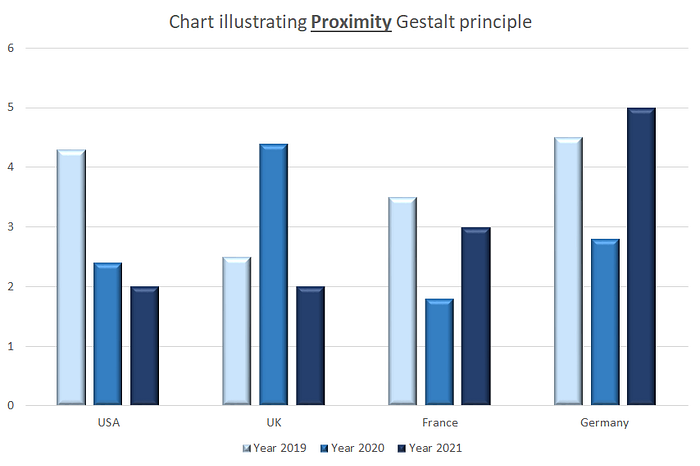 Chart illustrating Proximity Gestalt principle
6
5
4
3
2
1
0
USA UK France Germany
Year 2019 Year 2020 Year 2021